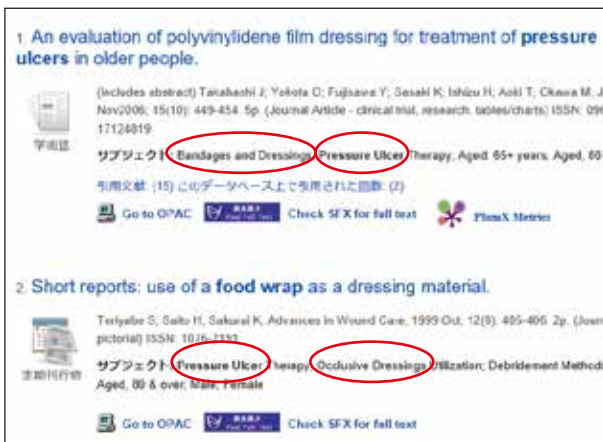 1. An evaluation of polyvinylidene film dressing for treatment of pressure
ulcers in older people.
(includes abstract) Takahashi J; Yokota O; Fujisawa Y; Sasaki K; Ishizu H; Aoki T; Okawa M; J
Nov2006; 15(10): 449-454. 5p. (Journal Article - clinical trial, research, tables/charts) ISSN: 096
17124819
学術誌
サブジェクト: Bandages and Dressings; Pressure Ulcer Therapy; Aged, 65+ years; Aged, 80
引用文献: (15) このデータベース上で引用された回数: (2)
Go to OPAC Check SFX for full text PlumX Metrics
2. Short reports: use of a food wrap as a dressing material.
Teriyabe S, Saito H, Sakurai K, Advances in Wound Care, 1999 Oct; 12(8): 405-406. 2p. (Journ
pictorial) ISSN: 1076-2191
定期刊行物
サブジェクト: Pressure Ulcer Therapy; Occlusive Dressings Utilization; Debridement Method
Aged, 80 & over; Male; Female
Go to OPAC Check SFX for full text